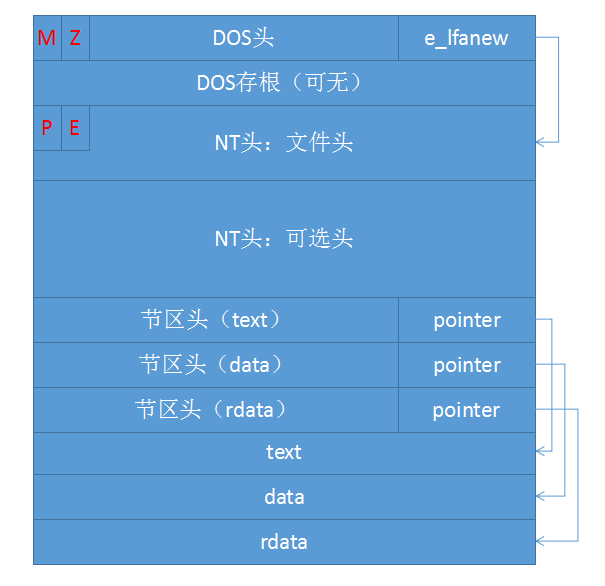 M Z DOS头 e_lfanew
DOS存根（可无）
P E
NT头：文件头
NT头：可选头
节区头（text） pointer
节区头（data） pointer
节区头（rdata） pointer
text
data
rdata